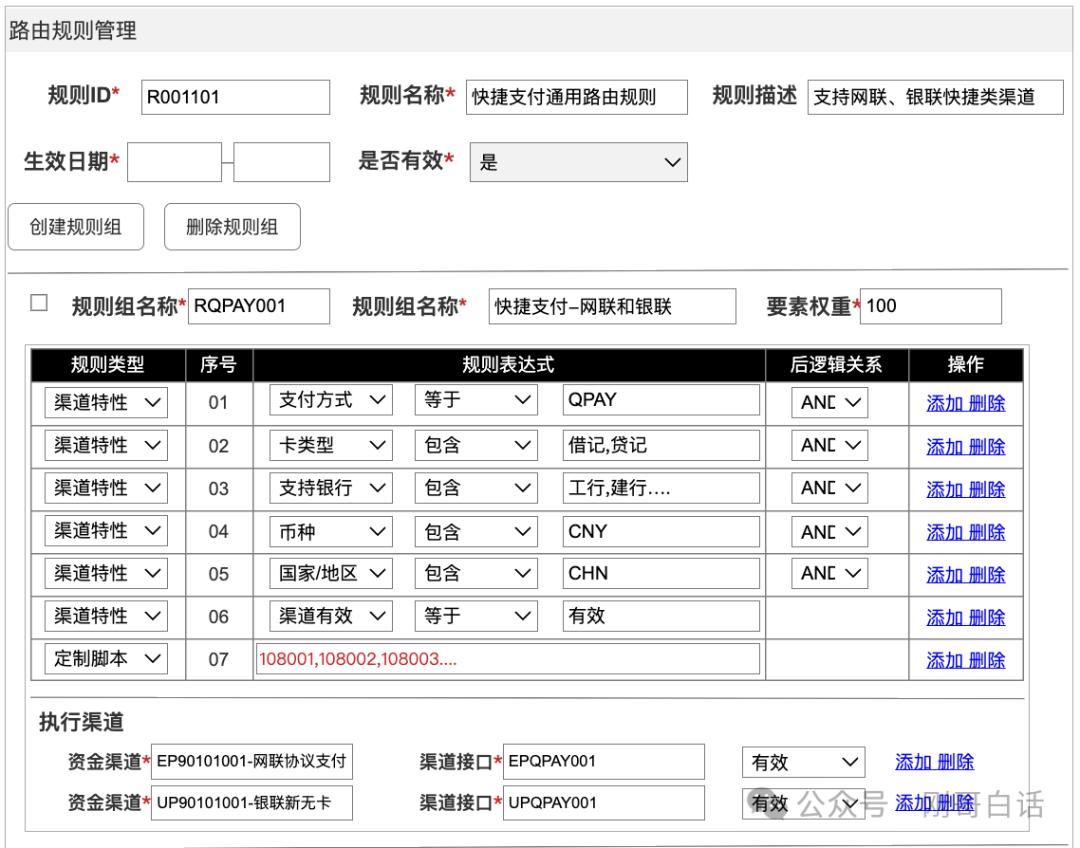 路由规则管理
规则ID* R001101 规则名称* 快捷支付通用路由规则 规则描述 支持网联、银联快捷类渠道
生效日期* 是否有效* 是
创建规则组 删除规则组
规则组名称* RQPAY001 规则组名称* 快捷支付–网联和银联 要素权重* 100
规则类型 序号 规则表达式 后逻辑关系 操作
渠道特性 01 支付方式 等于 QPAY AND 添加 删除
渠道特性 02 卡类型 包含 借记,贷记 AND 添加 删除
渠道特性 03 支持银行 包含 工行,建行.... AND 添加 删除
渠道特性 04 币种 包含 CNY AND 添加 删除
渠道特性 05 国家/地区 包含 CHN AND 添加 删除
渠道特性 06 渠道有效 等于 有效 添加 删除
定制脚本 07 108001,108002,108003.... 添加 删除
执行渠道
资金渠道* EP90101001-网联协议支付 渠道接口* EPQPAY001 有效 添加 删除
资金渠道* UP90101001-银联新无卡 渠道接口* UPQPAY001 有效 添加 删除
公众号 · 刚哥白话